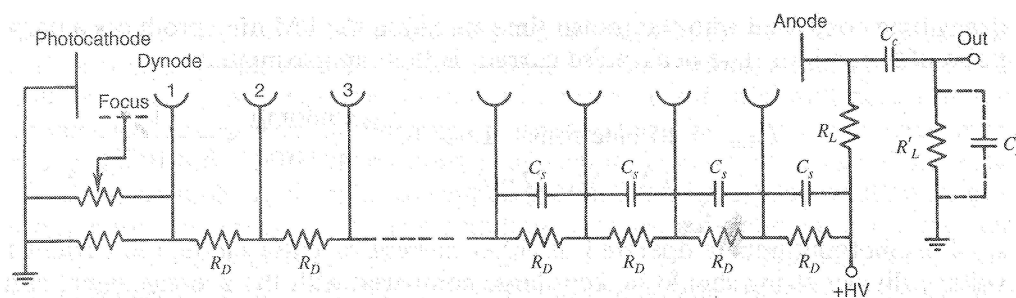 Photocathode
Dynode
Focus
1
2
3
Anode
C_c
Out
R_L
R'_L
C_s
C_s
C_s
C_s
R_D
R_D
R_D
R_D
R_D
R_D
+HV